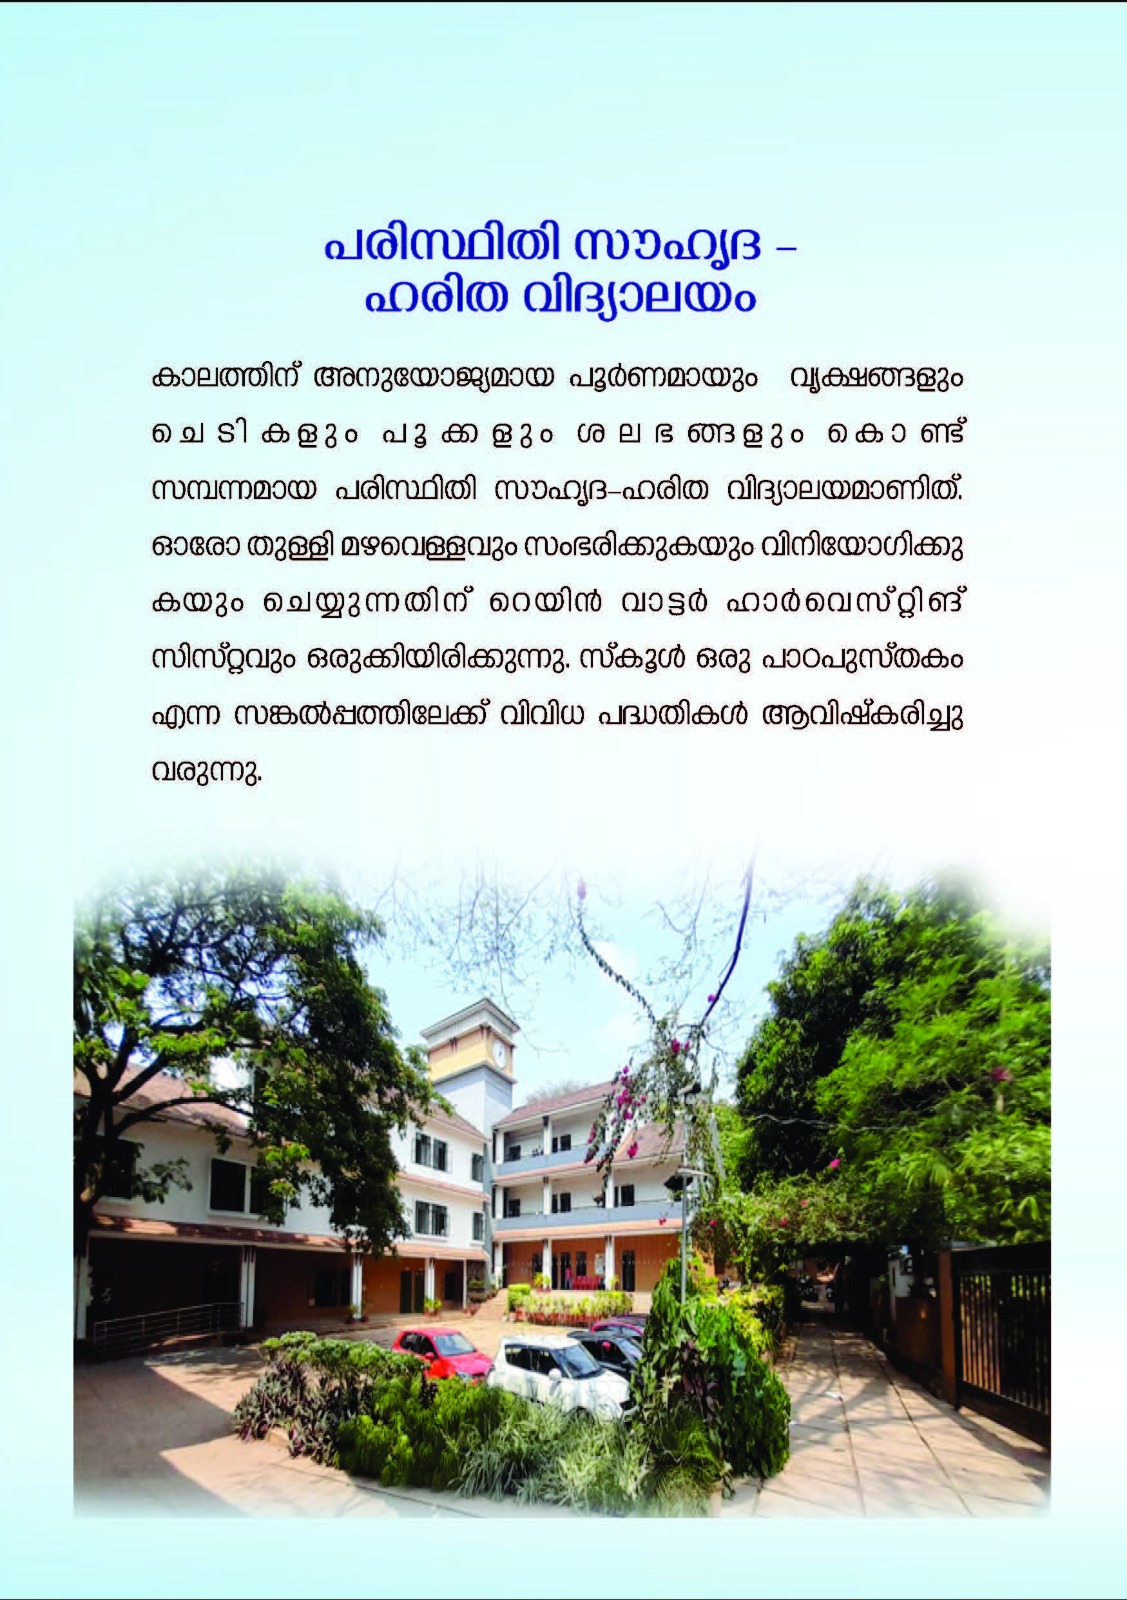 പരിസ്ഥിതി സൗഹൃദ –
ഹരിത വിദ്യാലയം
കാലത്തിന് അനുയോജ്യമായ പൂർണമായും വൃക്ഷങ്ങളും
ചെടികളും പൂക്കളും ശലഭങ്ങളും കൊണ്ട്
സമ്പന്നമായ പരിസ്ഥിതി സൗഹൃദ–ഹരിത വിദ്യാലയമാണിത്.
ഓരോ തുള്ളി മഴവെള്ളവും സംഭരിക്കുകയും വിനിയോഗിക്കു
കയും ചെയ്യുന്നതിന് റെയിൻ വാട്ടർ ഹാർവെസ്റ്റിങ്
സിസ്റ്റവും ഒരുക്കിയിരിക്കുന്നു. സ്കൂൾ ഒരു പാഠപുസ്തകം
എന്ന സങ്കൽപ്പത്തിലേക്ക് വിവിധ പദ്ധതികൾ ആവിഷ്കരിച്ചു
വരുന്നു.